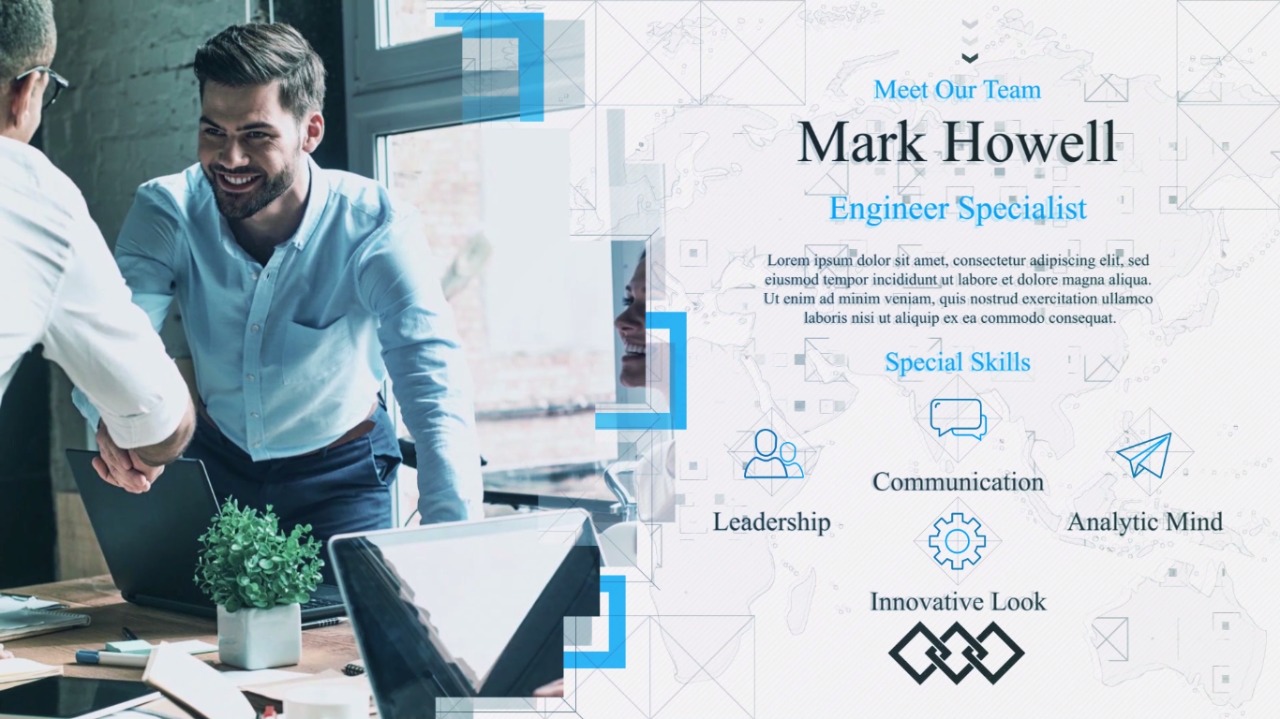 Meet Our Team
Mark Howell
Engineer Specialist
Lorem ipsum dolor sit amet, consectetur adipiscing elit, sed
eiusmod tempor incididunt ut labore et dolore magna aliqua.
Ut enim ad minim veniam, quis nostrud exercitation ullamco
laboris nisi ut aliquip ex ea commodo consequat.
Special Skills
Communication
Leadership
Analytic Mind
Innovative Look